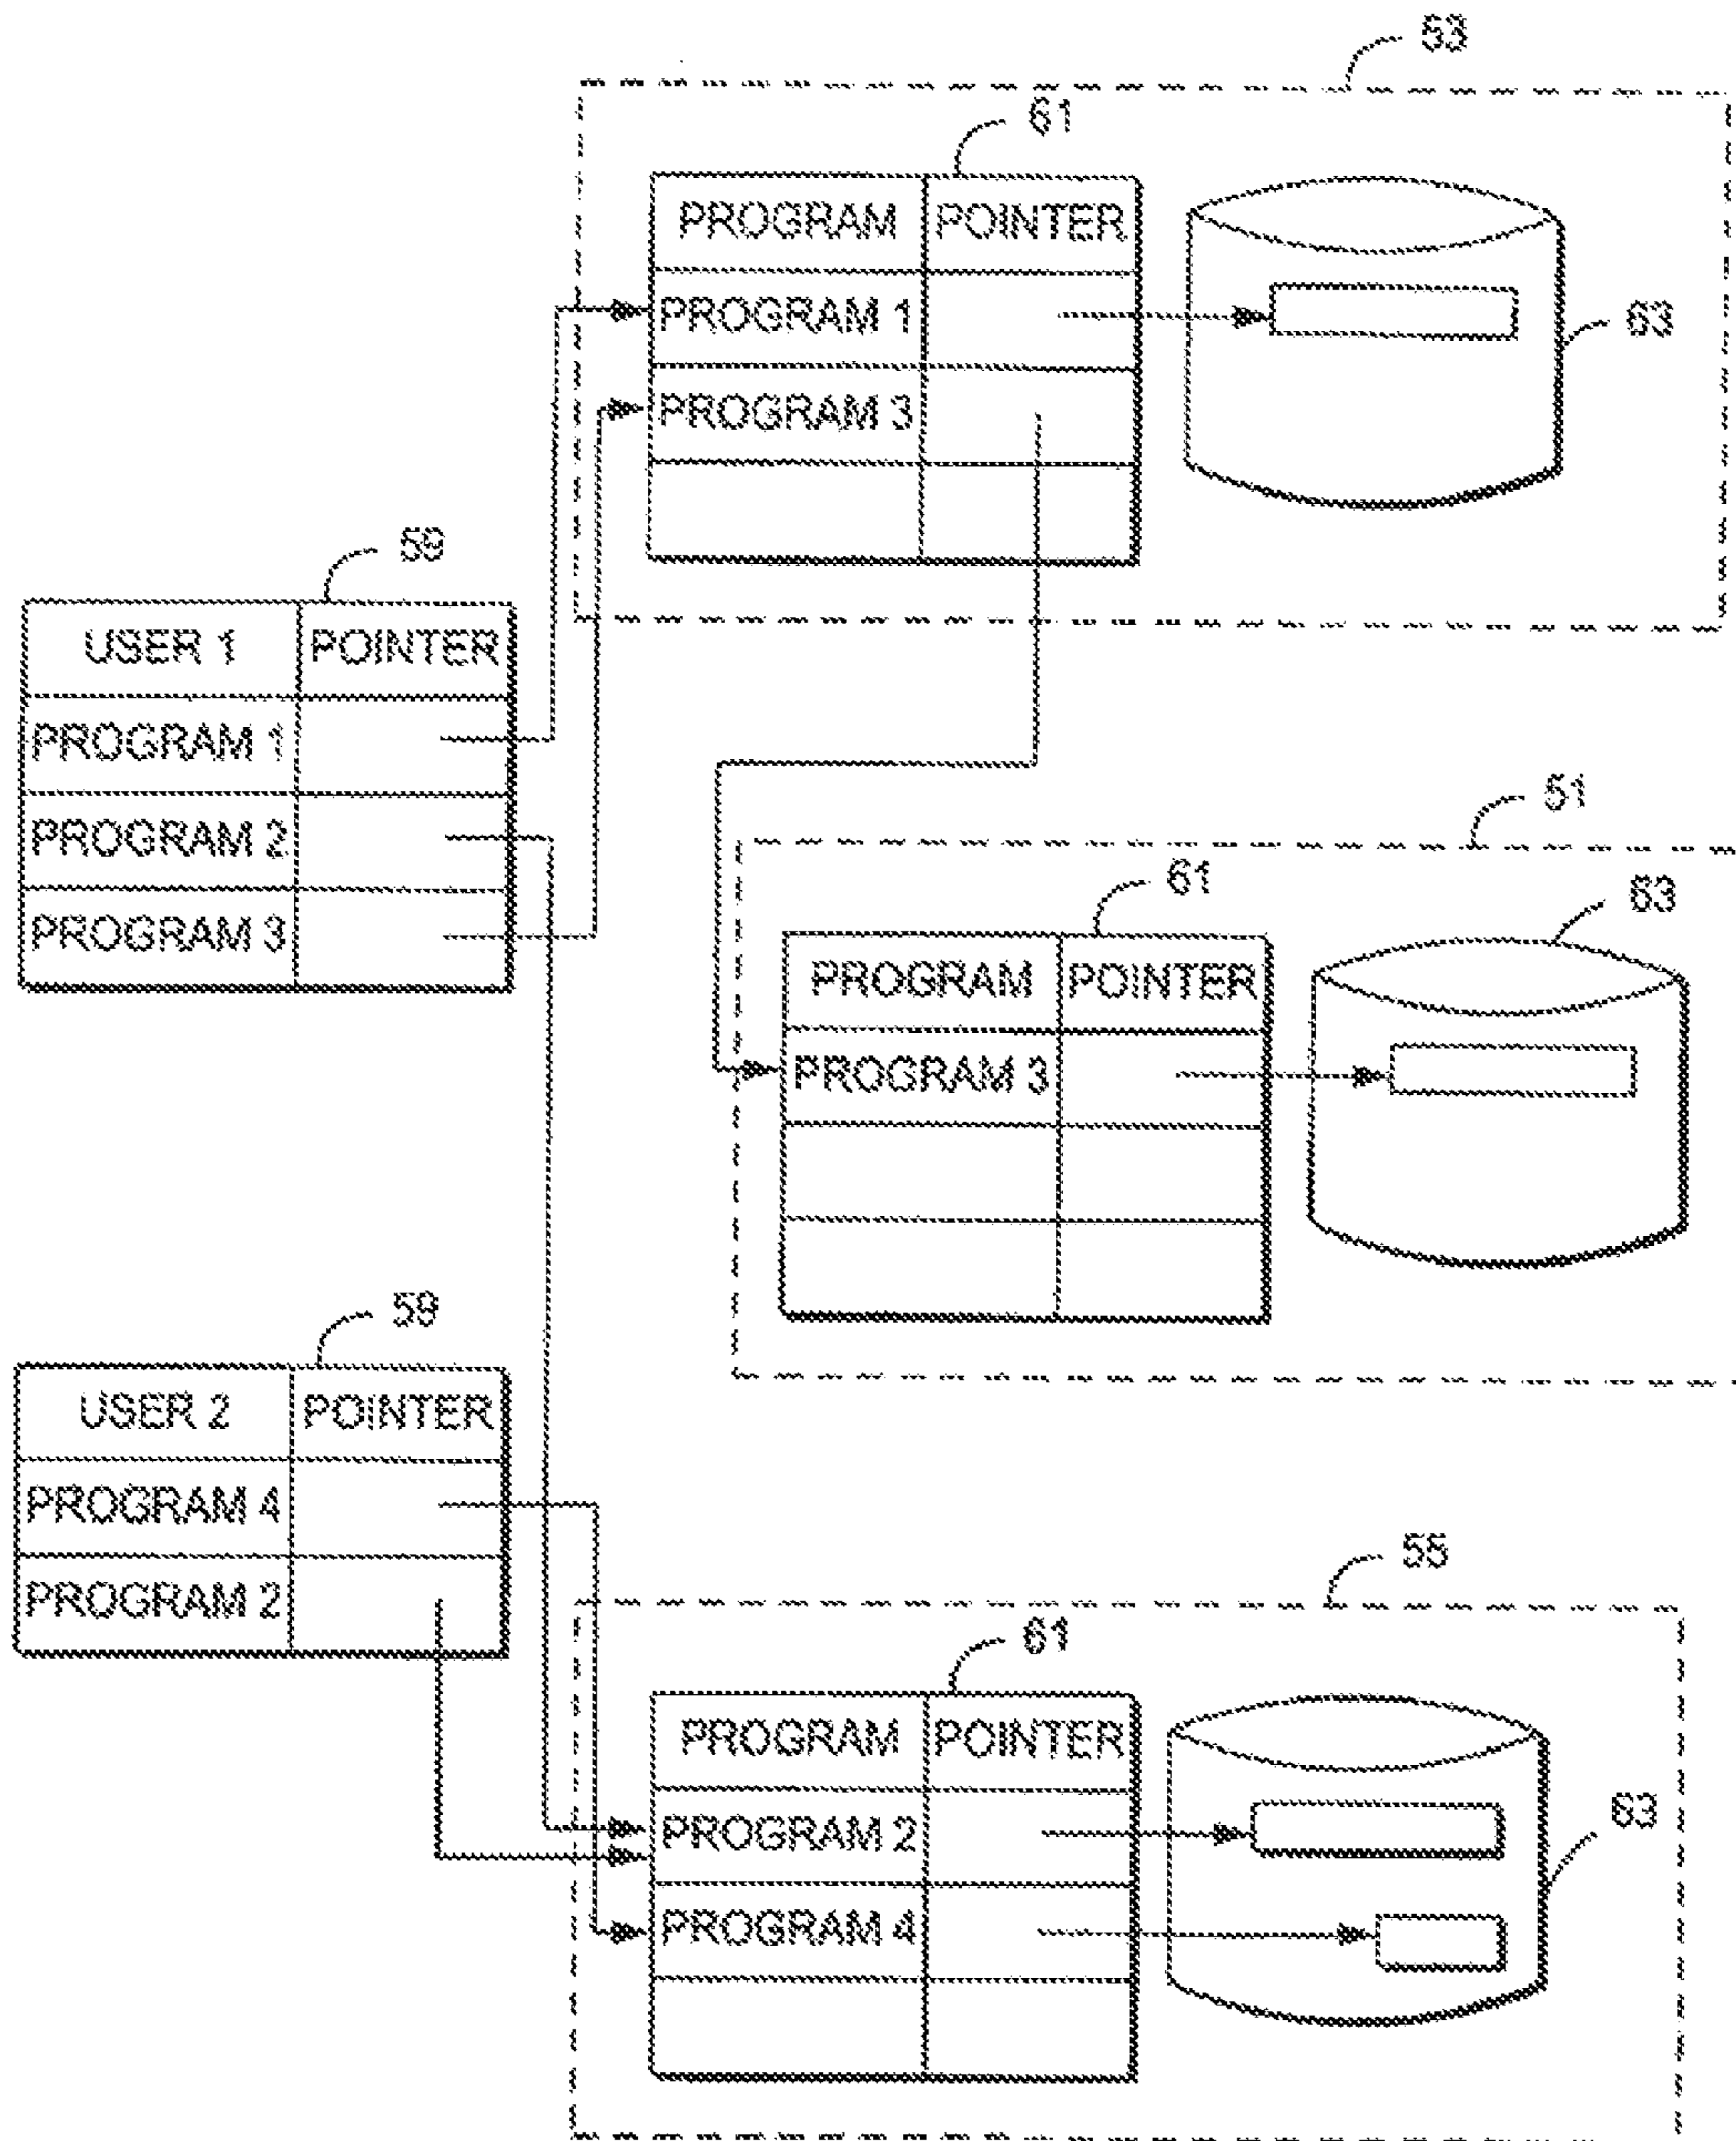 53
61
PROGRAM POINTER
PROGRAM 1
63
PROGRAM 3
59
USER 1 POINTER
PROGRAM 1
PROGRAM 2
PROGRAM 3
51
61
63
PROGRAM POINTER
PROGRAM 3
59
USER 2 POINTER
PROGRAM 4
PROGRAM 2
55
61
PROGRAM POINTER
PROGRAM 2
63
PROGRAM 4